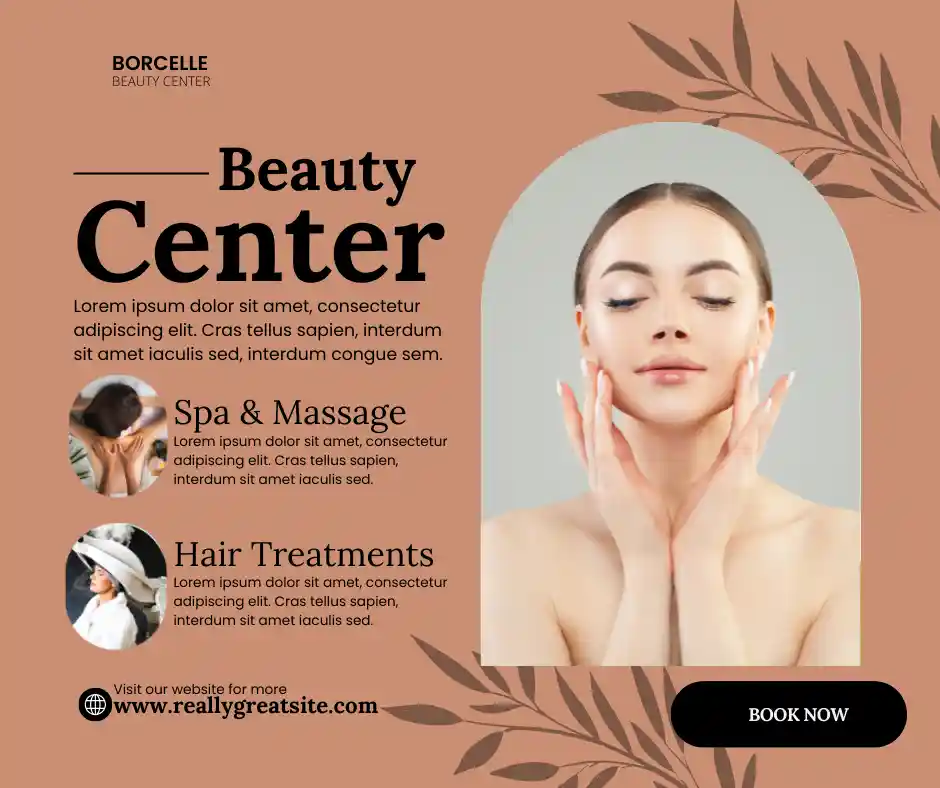 BORCELLE
BEAUTY CENTER
Beauty
Center
Lorem ipsum dolor sit amet, consectetur
adipiscing elit. Cras tellus sapien, interdum
sit amet iaculis sed, interdum congue sem.
Spa & Massage
Lorem ipsum dolor sit amet, consectetur
adipiscing elit. Cras tellus sapien,
interdum sit amet iaculis sed.
Hair Treatments
Lorem ipsum dolor sit amet, consectetur
adipiscing elit. Cras tellus sapien,
interdum sit amet iaculis sed.
Visit our website for more
www.reallygreatsite.com
BOOK NOW